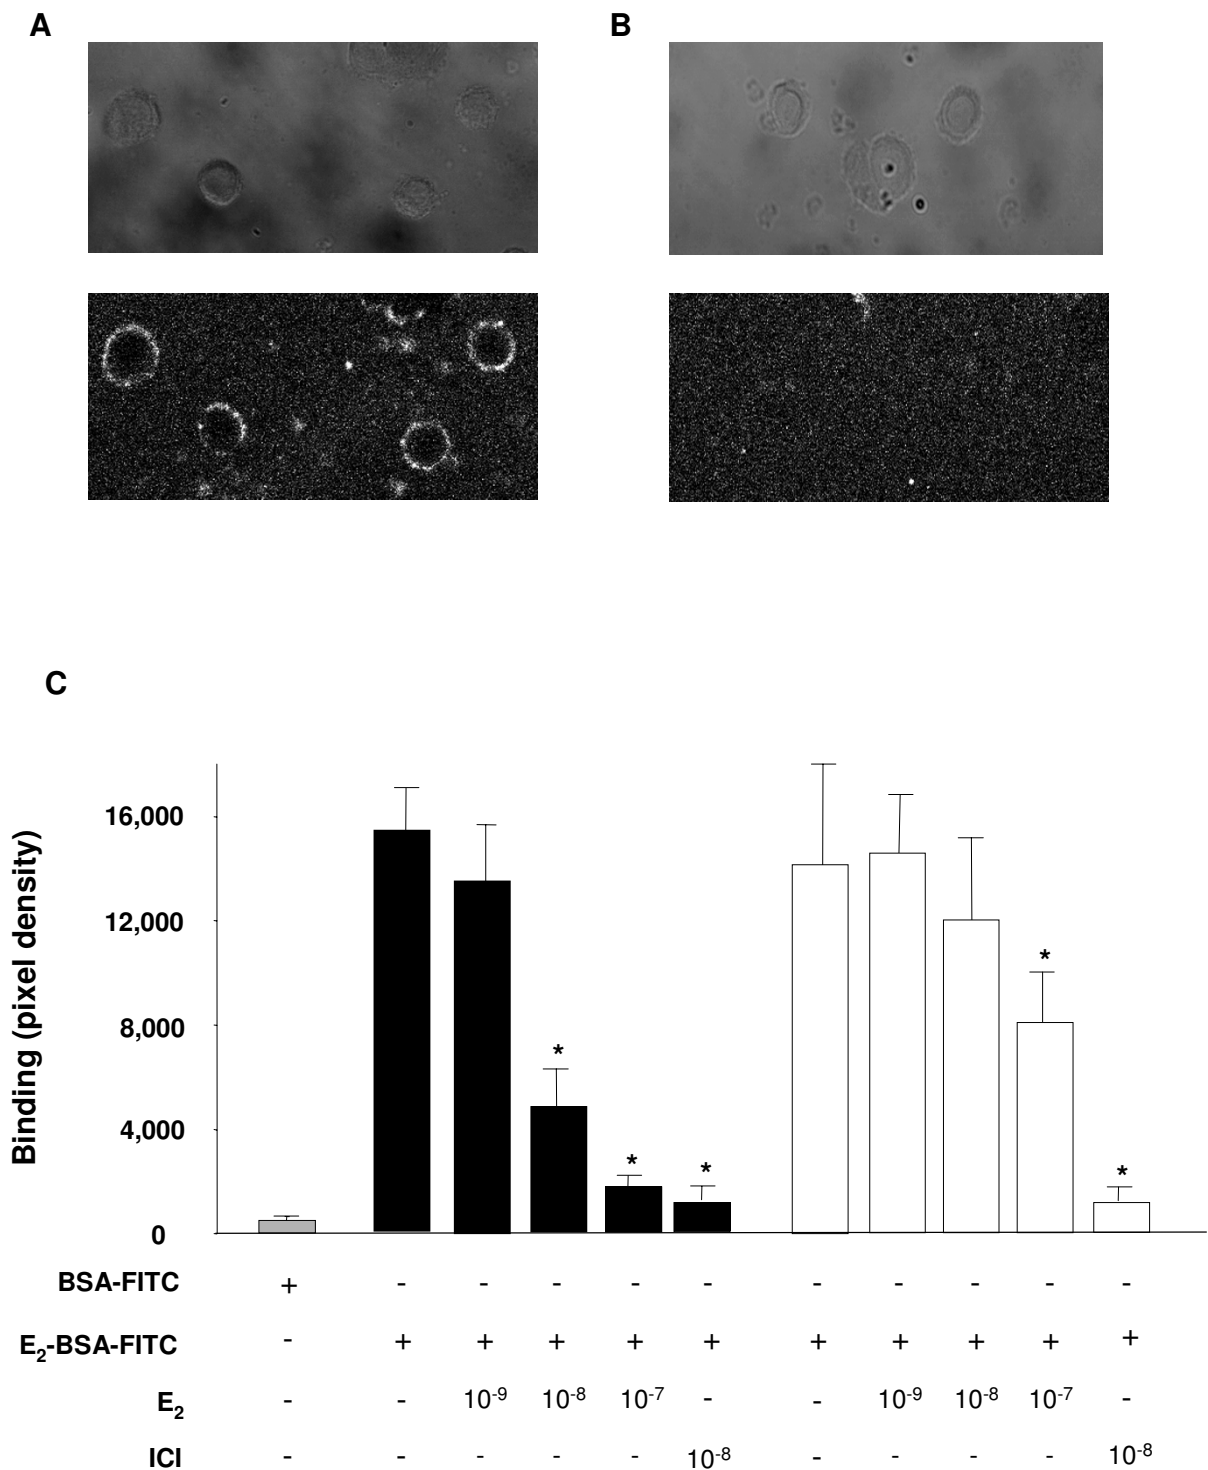 A B
C
Binding (pixel density)
16,000
12,000
8,000
4,000
0
* * * * *
BSA-FITC + - - - - - - - - - -
E2-BSA-FITC - + + + + + + + + + +
E2 - - 10-9 10-8 10-7 - - 10-9 10-8 10-7 -
ICI - - - - - 10-8 - - - - 10-8